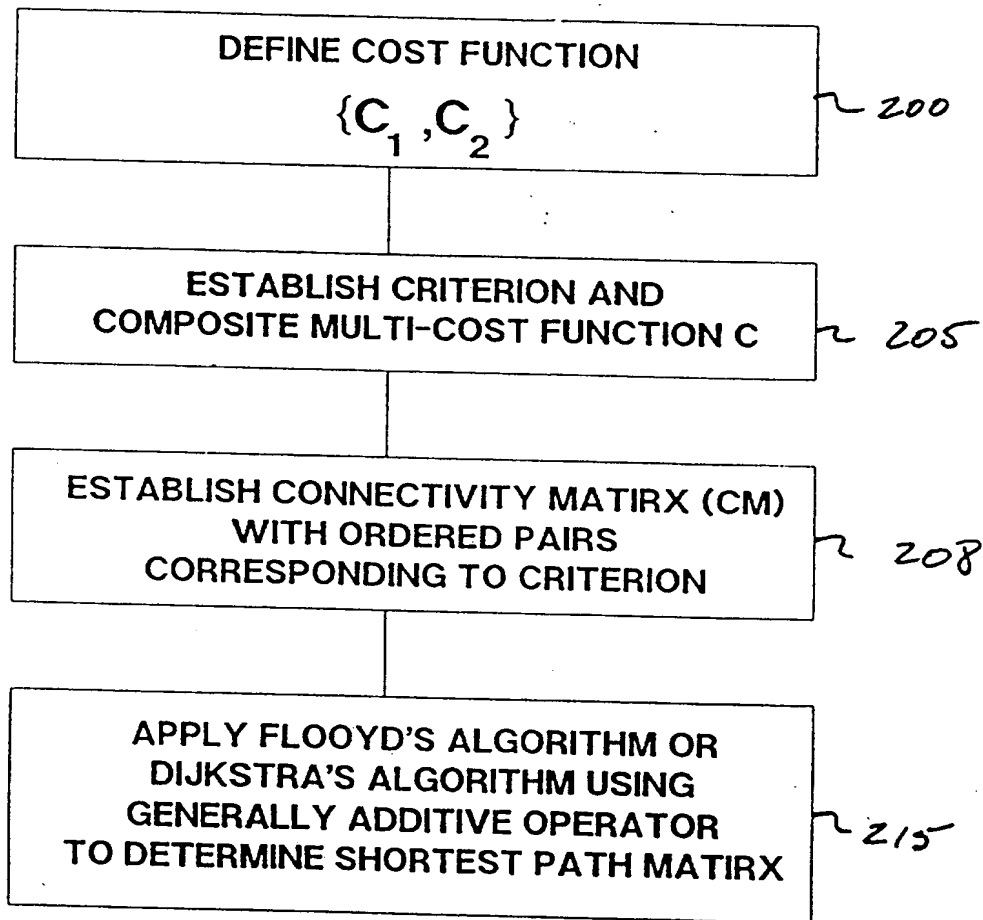 DEFINE COST FUNCTION
{C1 ,C2 }
200
ESTABLISH CRITERION AND
COMPOSITE MULTI-COST FUNCTION C
205
ESTABLISH CONNECTIVITY MATIRX (CM)
WITH ORDERED PAIRS
CORRESPONDING TO CRITERION
208
APPLY FLOOYD'S ALGORITHM OR
DIJKSTRA'S ALGORITHM USING
GENERALLY ADDITIVE OPERATOR
TO DETERMINE SHORTEST PATH MATIRX
215